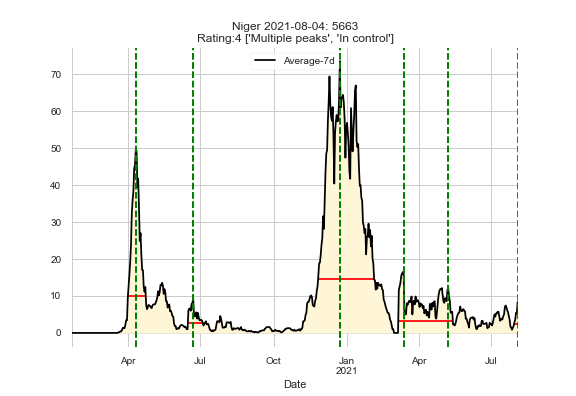 Niger 2021-08-04: 5663
Rating:4 ['Multiple peaks', 'In control']
Average-7d
70
60
50
40
30
20
10
0
Apr Jul Oct Jan Apr Jul
2021
Date